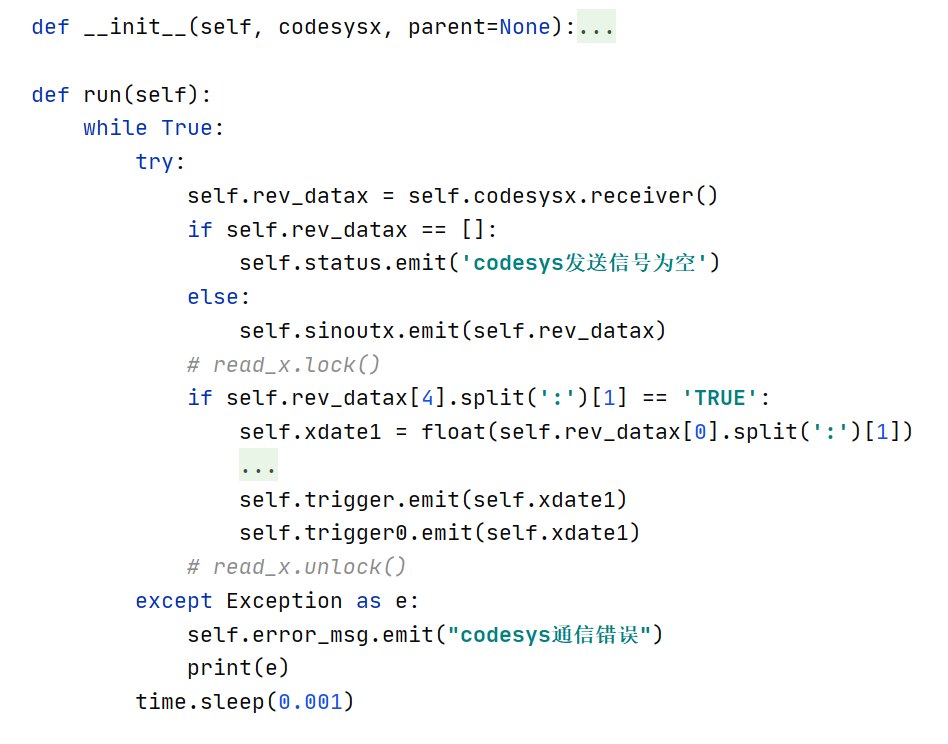 def __init__(self, codesysx, parent=None):...
def run(self):
while True:
try:
self.rev_datax = self.codesysx.receiver()
if self.rev_datax == []:
self.status.emit('codesys发送信号为空')
else:
self.sinoutx.emit(self.rev_datax)
# read_x.lock()
if self.rev_datax[4].split(':')[1] == 'TRUE':
self.xdate1 = float(self.rev_datax[0].split(':')[1])
...
self.trigger.emit(self.xdate1)
self.trigger0.emit(self.xdate1)
# read_x.unlock()
except Exception as e:
self.error_msg.emit("codesys通信错误")
print(e)
time.sleep(0.001)